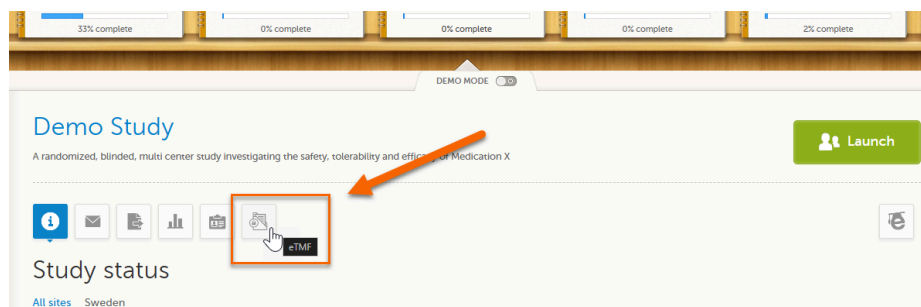 33% complete
0% complete
0% complete
0% complete
2% complete
DEMO MODE
Demo Study
A randomized, blinded, multi center study investigating the safety, tolerability and efficacy of Medication X
Launch
eTMF
Study status
All sites Sweden